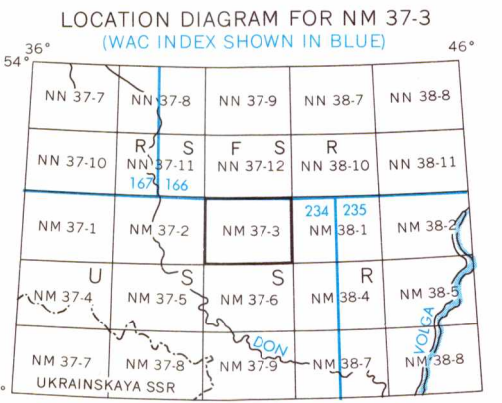 LOCATION DIAGRAM FOR NM 37-3
(WAC INDEX SHOWN IN BLUE)
36° 46°
54°
NN 37-7 NN 37-8 NN 37-9 NN 38-7 NN 38-8
R S F S R
NN 37-10 NN 37-11 NN 37-12 NN 38-10 NN 38-11
167 166
234 235
NM 37-1 NM 37-2 NM 37-3 NM 38-1 NM 38-2
U S S R
NM 37-4 NM 37-5 NM 37-6 NM 38-4 NM 38-5
DON VOLGA
NM 37-7 NM 37-8 NM 37-9 NM 38-7 NM 38-8
UKRAINSKAYA SSR